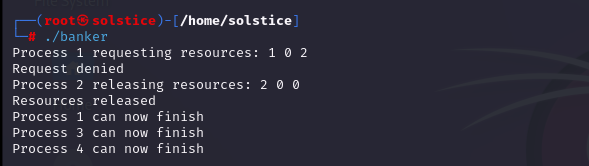 ┌──(root㉿solstice)-[/home/solstice]
└─# ./banker
Process 1 requesting resources: 1 0 2
Request denied
Process 2 releasing resources: 2 0 0
Resources released
Process 1 can now finish
Process 3 can now finish
Process 4 can now finish